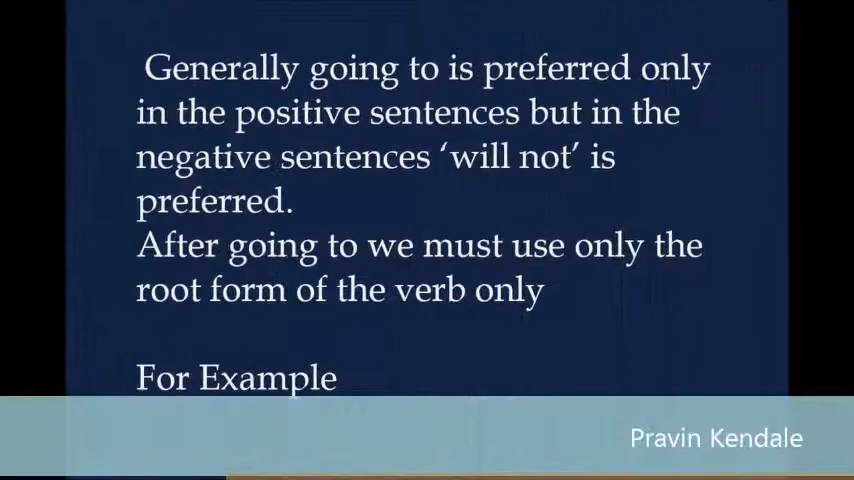 Generally going to is preferred only
in the positive sentences but in the
negative sentences ‘will not’ is
preferred.
After going to we must use only the
root form of the verb only
For Example
Pravin Kendale